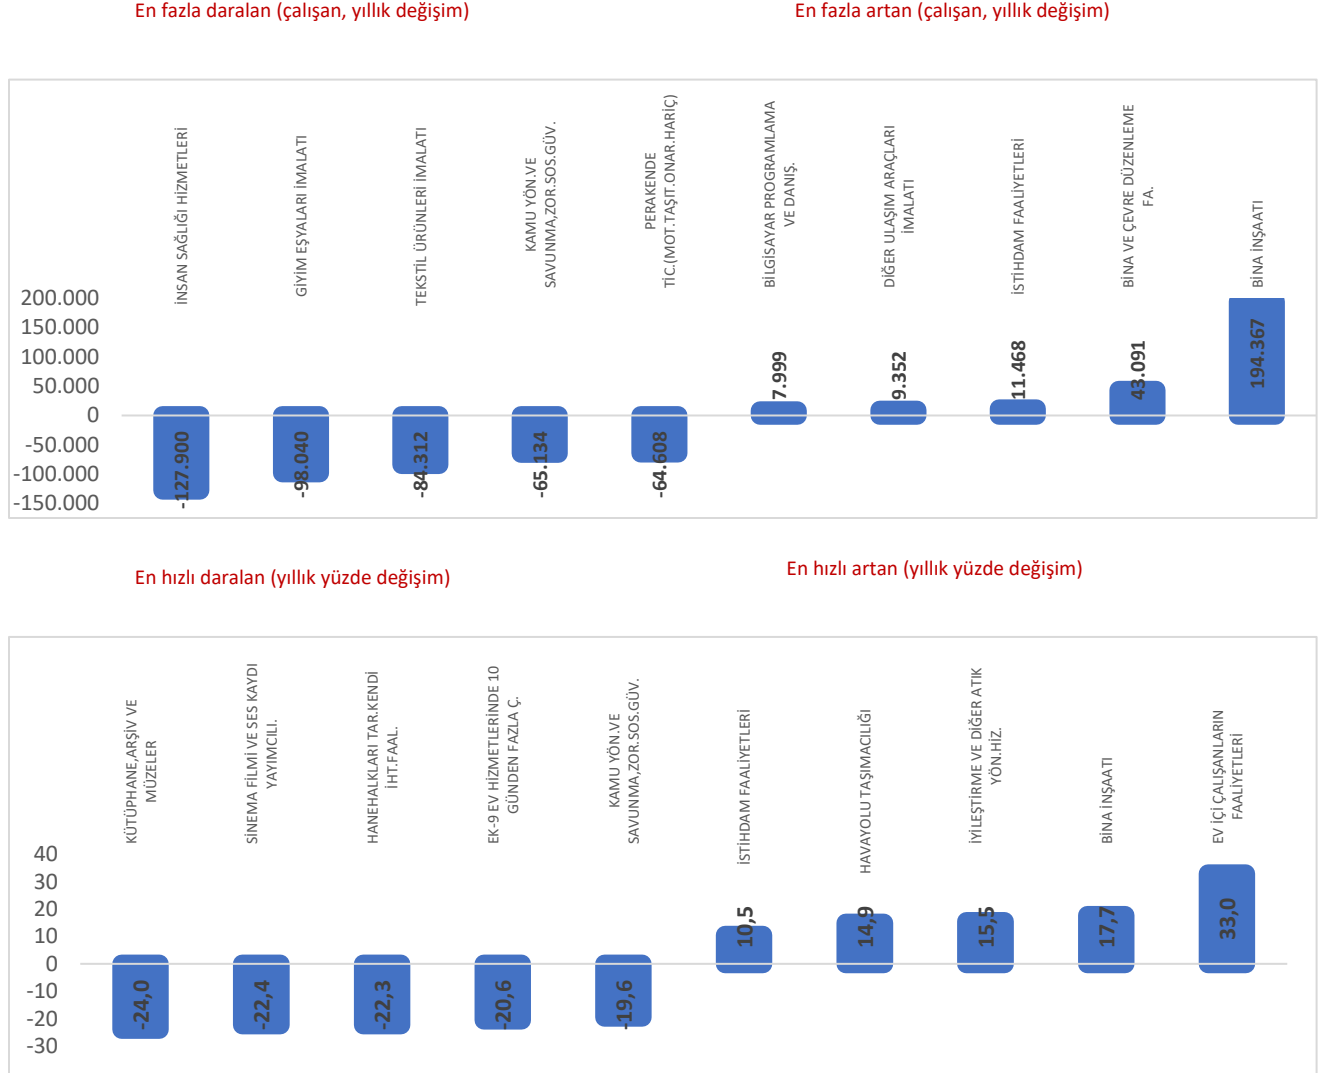 En fazla daralan (çalışan, yıllık değişim)
En fazla artan (çalışan, yıllık değişim)
İNSAN SAĞLIĞI HİZMETLERİ
GİYİM EŞYALARI İMALATI
TEKSTİL ÜRÜNLERİ İMALATI
KAMU YÖN.VE
SAVUNMA,ZOR.SOS.GÜV.
PERAKENDE
TİC.(MOT.TAŞIT.ONAR.HARİÇ)
BİLGİSAYAR PROGRAMLAMA
VE DANIŞ.
DİĞER ULAŞIM ARAÇLARI
İMALATI
İSTİHDAM FAALİYETLERİ
BİNA VE ÇEVRE DÜZENLEME
FA.
BİNA İNŞAATI
200.000
150.000
100.000
50.000
0
-50.000
-100.000
-150.000
-127.900
-98.040
-84.312
-65.134
-64.608
7.999
9.352
11.468
43.091
194.367
En hızlı daralan (yıllık yüzde değişim)
En hızlı artan (yıllık yüzde değişim)
KÜTÜPHANE,ARŞİV VE
MÜZELER
SİNEMA FİLMİ VE SES KAYDI
YAYIMCILI.
HANEHALKLARI TAR.KENDİ
İHT.FAAL.
EK-9 EV HİZMETLERİNDE 10
GÜNDEN FAZLA Ç.
KAMU YÖN.VE
SAVUNMA,ZOR.SOS.GÜV.
İSTİHDAM FAALİYETLERİ
HAVAYOLU TAŞIMACILIĞI
İYİLEŞTİRME VE DİĞER ATIK
YÖN.HİZ.
BİNA İNŞAATI
EV İÇİ ÇALIŞANLARIN
FAALİYETLERİ
40
30
20
10
0
-10
-20
-30
-24,0
-22,4
-22,3
-20,6
-19,6
10,5
14,9
15,5
17,7
33,0